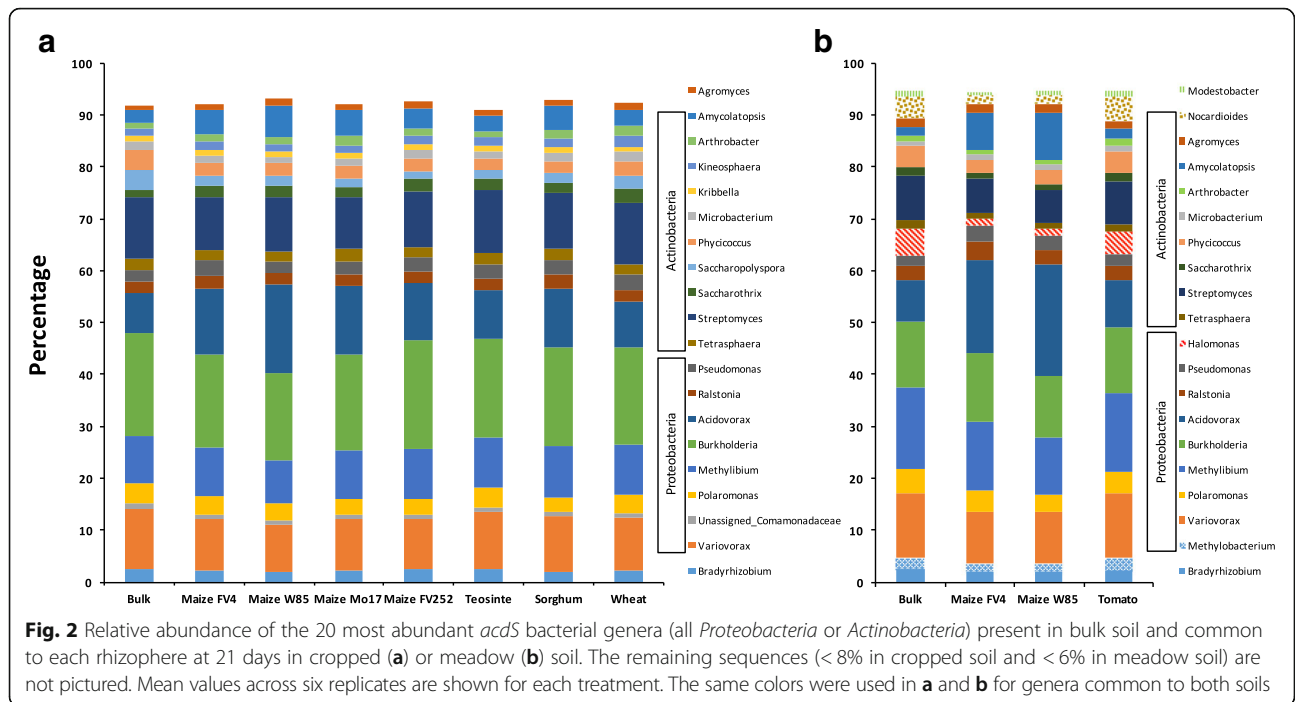 a
Percentage
100
90
80
70
60
50
40
30
20
10
0
Bulk
Maize FV4
Maize W85
Maize Mo17
Maize FV252
Teosinte
Sorghum
Wheat
Agromyces
Amycolatopsis
Arthrobacter
Kineosphaera
Kribbella
Microbacterium
Phycicoccus
Saccharopolyspora
Saccharothrix
Streptomyces
Tetrasphaera
Pseudomonas
Ralstonia
Acidovorax
Burkholderia
Methylibium
Polaromonas
Unassigned_Comamonadaceae
Variovorax
Bradyrhizobium
Actinobacteria
Proteobacteria
b
100
90
80
70
60
50
40
30
20
10
0
Bulk
Maize FV4
Maize W85
Tomato
Modestobacter
Nocardioides
Agromyces
Amycolatopsis
Arthrobacter
Microbacterium
Phycicoccus
Saccharothrix
Streptomyces
Tetrasphaera
Halomonas
Pseudomonas
Ralstonia
Acidovorax
Burkholderia
Methylibium
Polaromonas
Variovorax
Methylobacterium
Bradyrhizobium
Actinobacteria
Proteobacteria
Fig. 2 Relative abundance of the 20 most abundant acdS bacterial genera (all Proteobacteria or Actinobacteria) present in bulk soil and common
to each rhizophere at 21 days in cropped (a) or meadow (b) soil. The remaining sequences (< 8% in cropped soil and < 6% in meadow soil) are
not pictured. Mean values across six replicates are shown for each treatment. The same colors were used in a and b for genera common to both soils